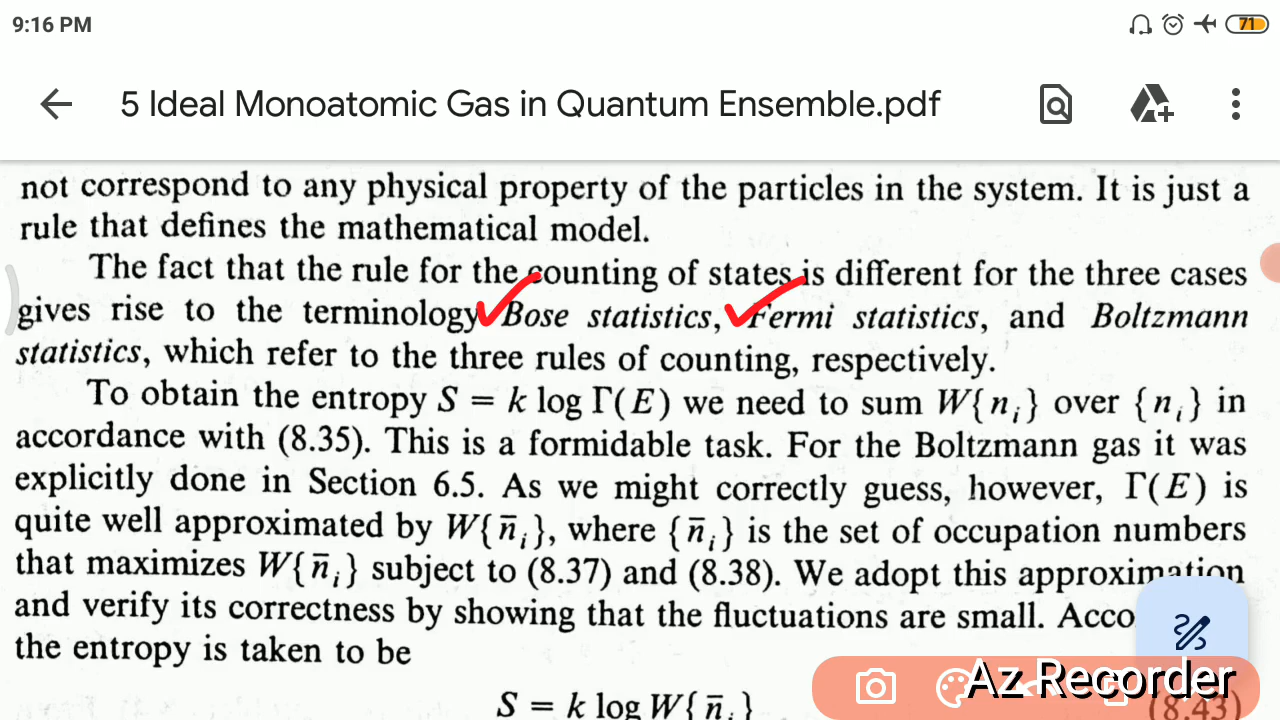 9:16 PM
71
5 Ideal Monoatomic Gas in Quantum Ensemble.pdf
not correspond to any physical property of the particles in the system. It is just a
rule that defines the mathematical model.
The fact that the rule for the counting of states is different for the three cases
gives rise to the terminology Bose statistics, Fermi statistics, and Boltzmann
statistics, which refer to the three rules of counting, respectively.
To obtain the entropy S = k log Γ(E) we need to sum W{nᵢ} over {nᵢ} in
accordance with (8.35). This is a formidable task. For the Boltzmann gas it was
explicitly done in Section 6.5. As we might correctly guess, however, Γ(E) is
quite well approximated by W{n̄ᵢ}, where {n̄ᵢ} is the set of occupation numbers
that maximizes W{n̄ᵢ} subject to (8.37) and (8.38). We adopt this approximation
and verify its correctness by showing that the fluctuations are small. Acco
the entropy is taken to be
S = k log W{n̄ᵢ}
(8.43)
Az Recorder